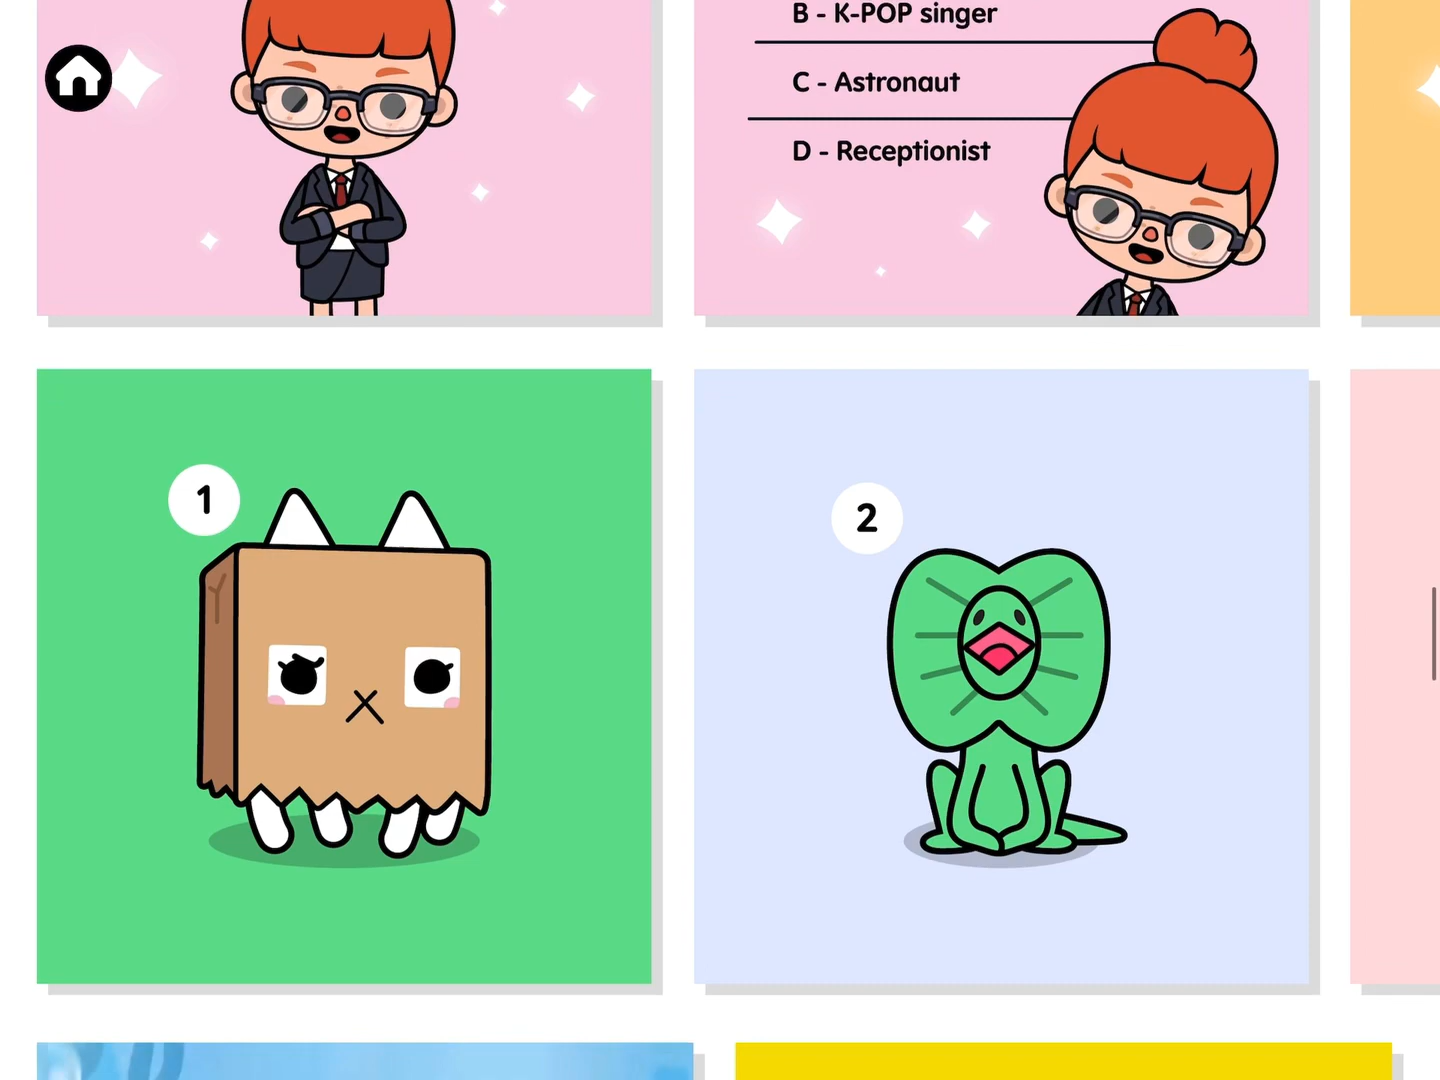 B - K-POP singer
C - Astronaut
D - Receptionist
1
2